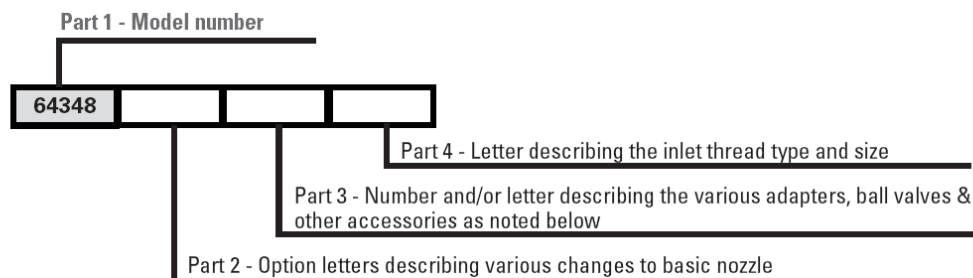 Part 1 - Model number
64348
Part 4 - Letter describing the inlet thread type and size
Part 3 - Number and/or letter describing the various adapters, ball valves &
other accessories as noted below
Part 2 - Option letters describing various changes to basic nozzle